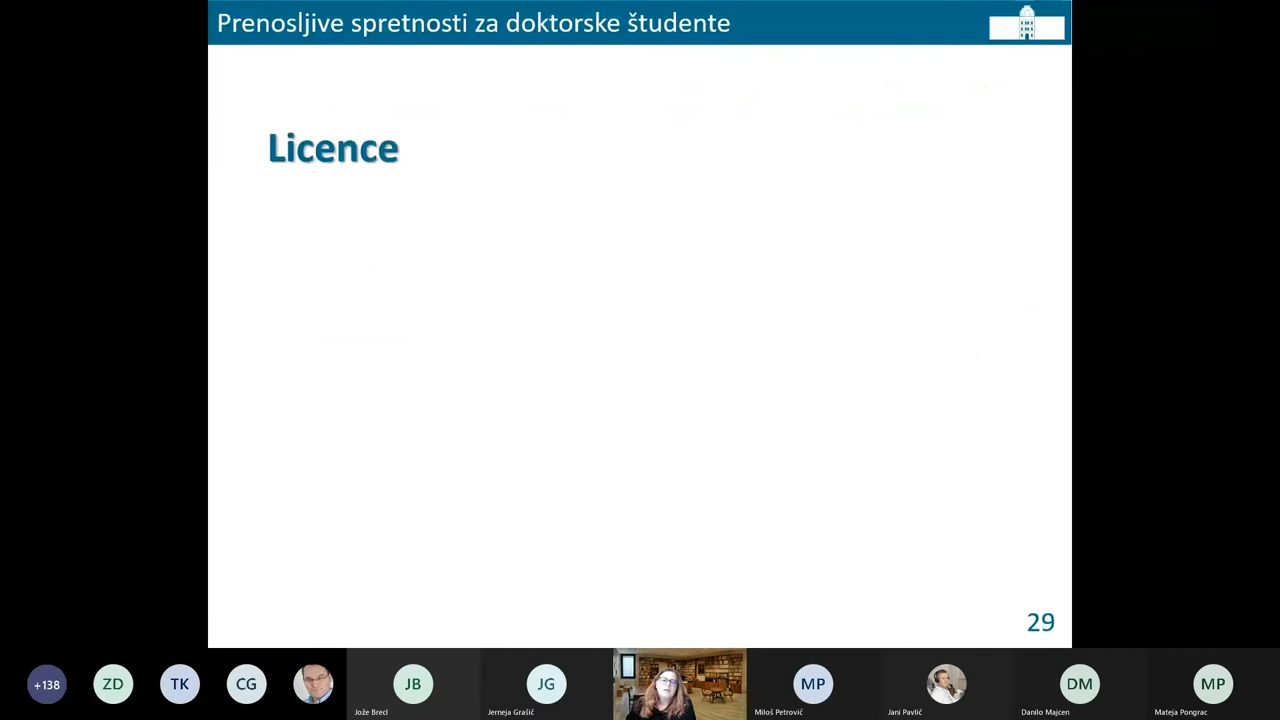 Prenosljive spretnosti za doktorske študente
Licence
29
+138
ZD
TK
CG
JB
Jože Brecl
JG
Jerneja Grašič
MP
Miloš Petrovič
Jani Pavlič
DM
Danilo Majcen
MP
Mateja Pongrac